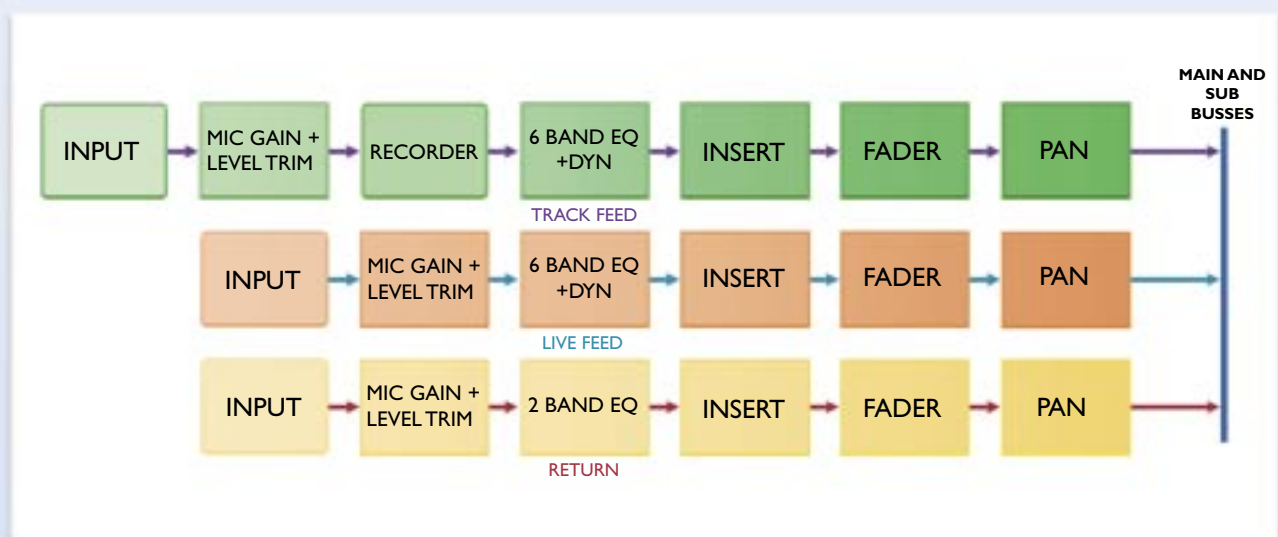 MAIN AND
SUB
BUSSES
INPUT
MIC GAIN +
LEVEL TRIM
RECORDER
6 BAND EQ
+DYN
INSERT
FADER
PAN
TRACK FEED
INPUT
MIC GAIN +
LEVEL TRIM
6 BAND EQ
+DYN
INSERT
FADER
PAN
LIVE FEED
INPUT
MIC GAIN +
LEVEL TRIM
2 BAND EQ
INSERT
FADER
PAN
RETURN